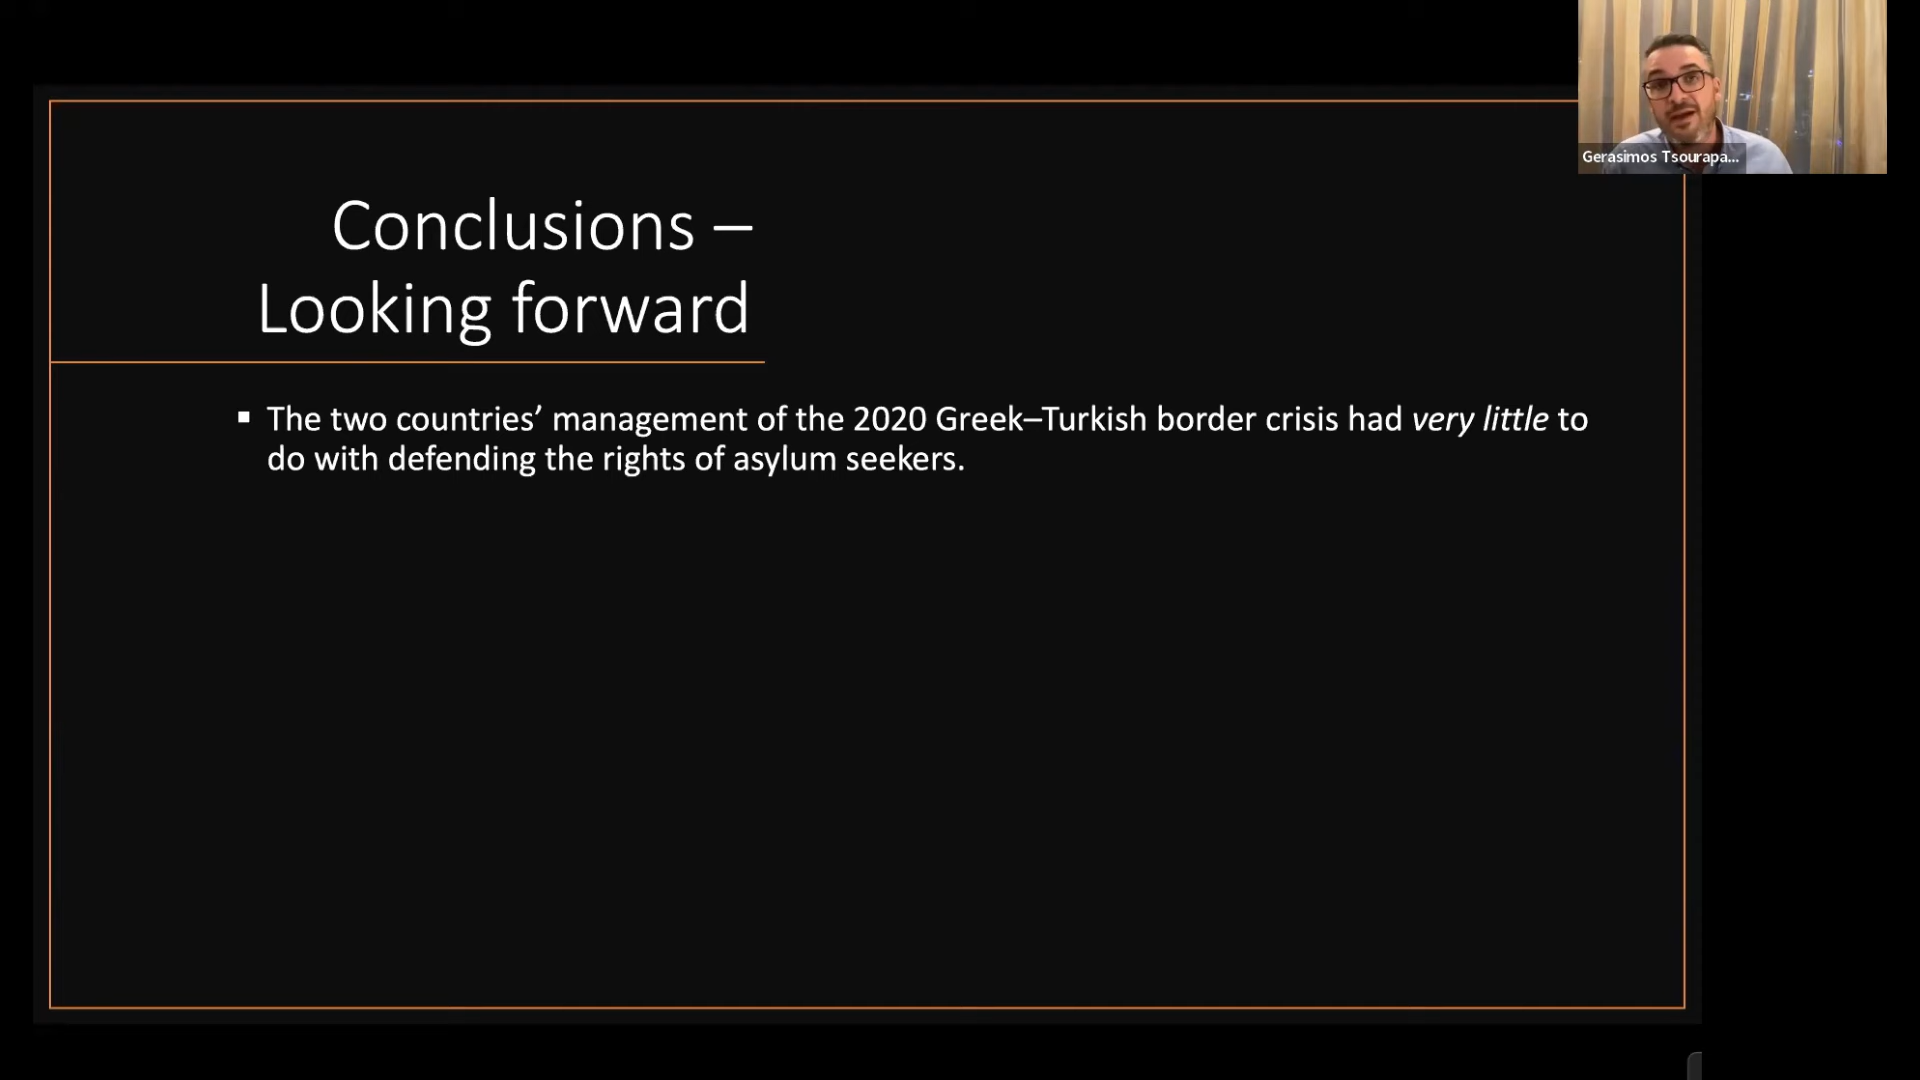 Conclusions –
Looking forward
▪ The two countries’ management of the 2020 Greek–Turkish border crisis had very little to
do with defending the rights of asylum seekers.
Gerasimos Tsourapa...